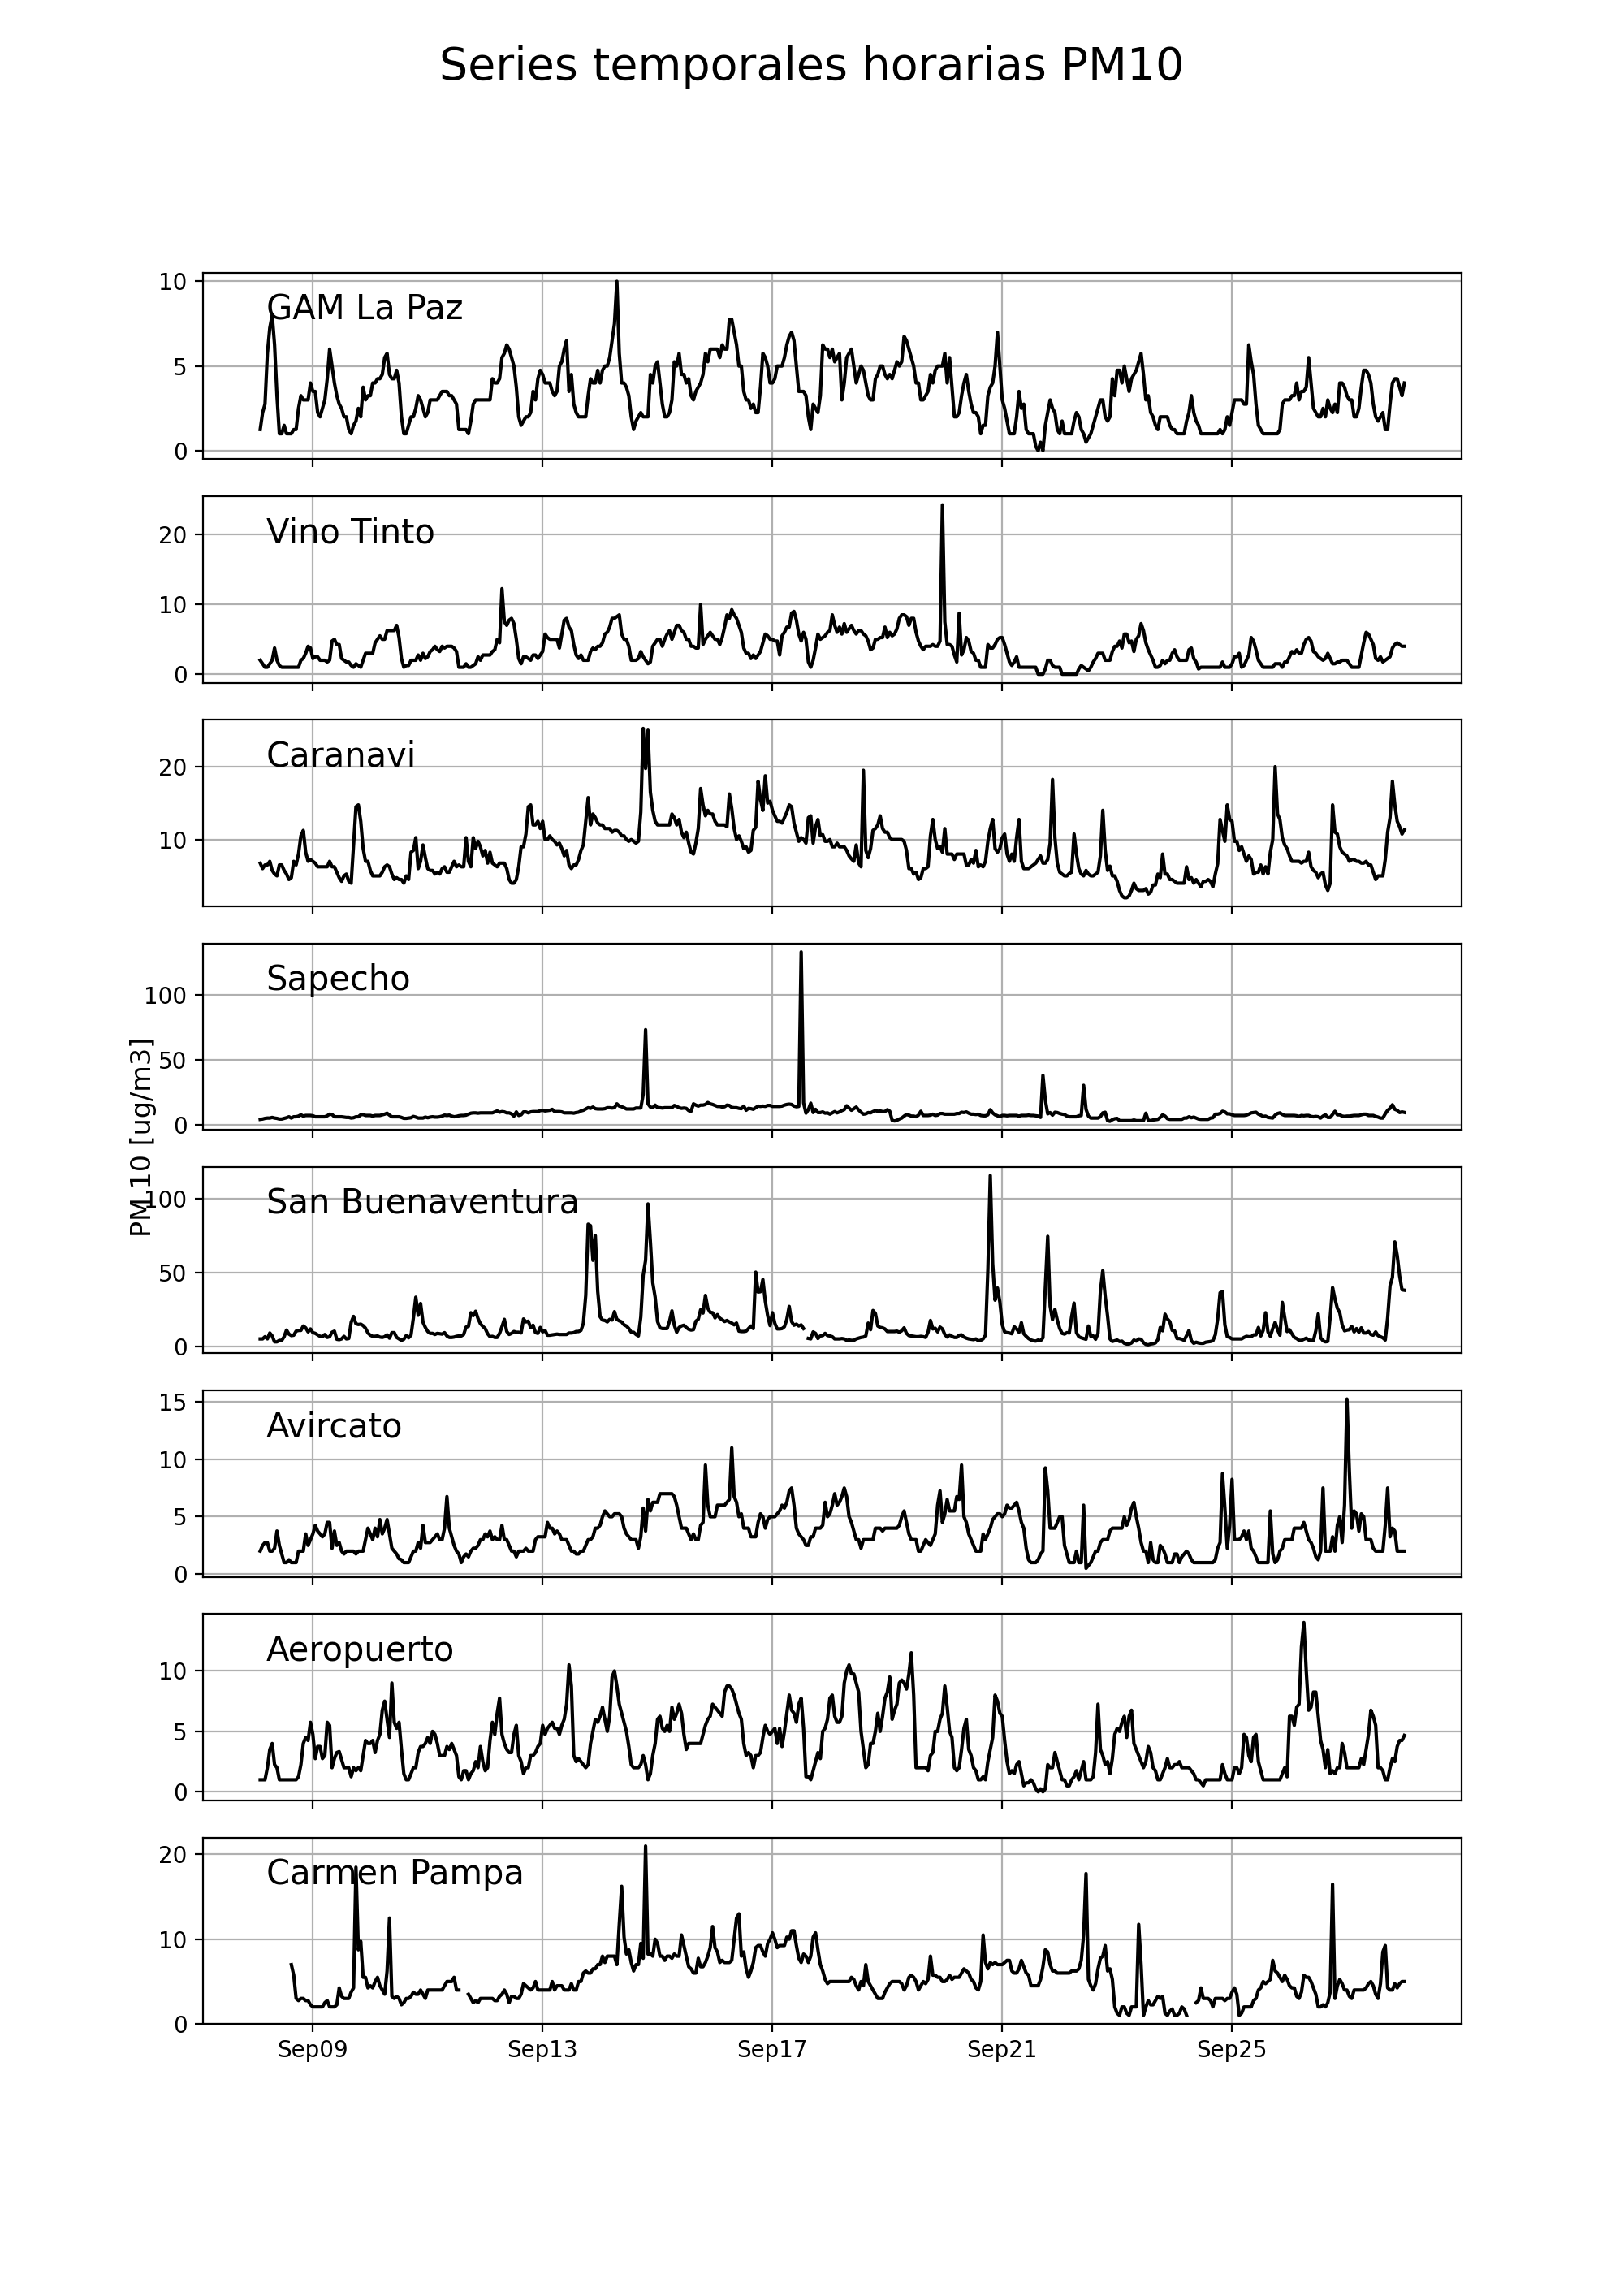 Series temporales horarias PM10
10
GAM La Paz
5
0
20
Vino Tinto
10
0
20
Caranavi
10
PM 10 [ug/m3]
100
Sapecho
50
0
100
San Buenaventura
50
0
15
Avircato
10
5
0
10
Aeropuerto
5
0
20
Carmen Pampa
10
0
Sep09 Sep13 Sep17 Sep21 Sep25